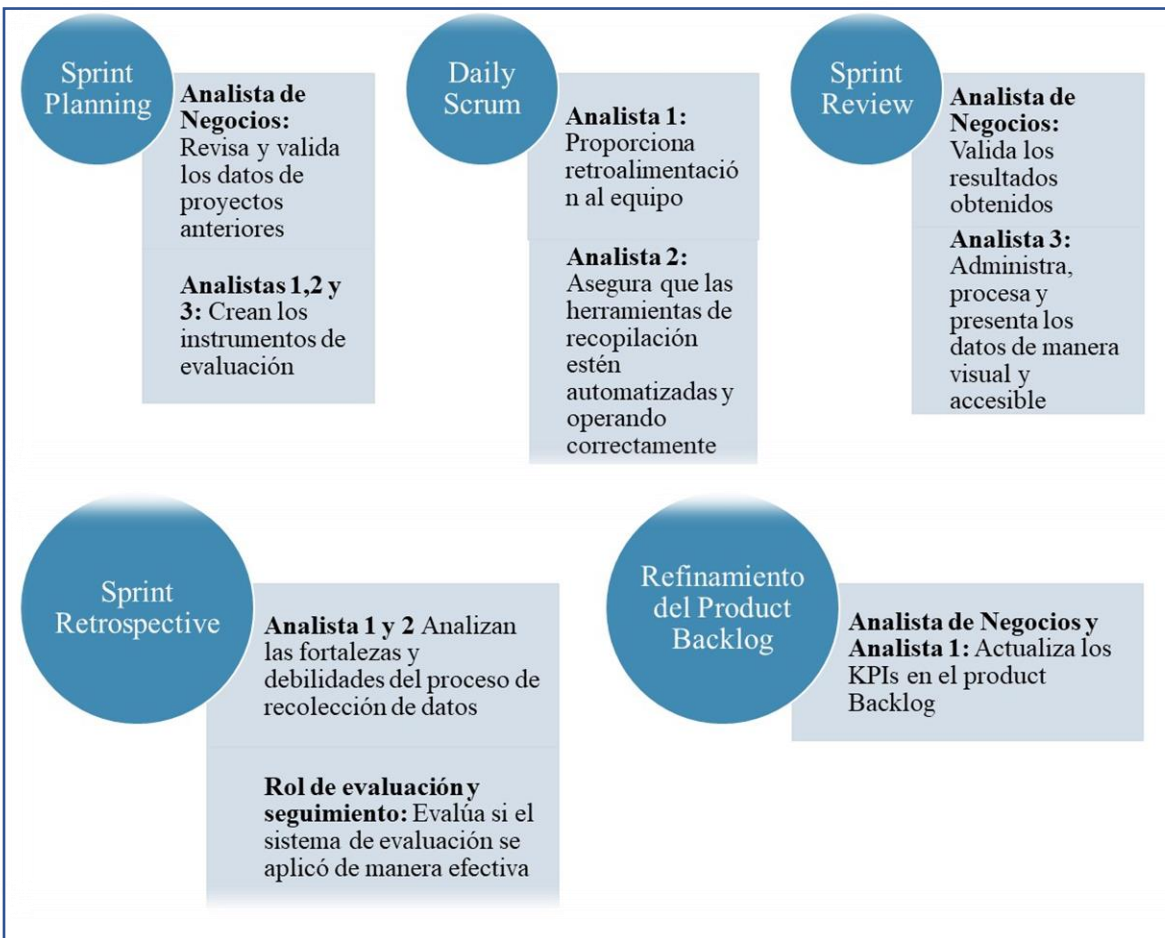 Sprint
Planning
Analista de
Negocios:
Revisa y valida
los datos de
proyectos
anteriores
Analistas 1,2 y
3: Crean los
instrumentos de
evaluación
Daily
Scrum
Analista 1:
Proporciona
retroalimentació
n al equipo
Analista 2:
Asegura que las
herramientas de
recopilación
estén
automatizadas y
operando
correctamente
Sprint
Review
Analista de
Negocios:
Valida los
resultados
obtenidos
Analista 3:
Administra,
procesa y
presenta los
datos de manera
visual y
accesible
Sprint
Retrospective
Analista 1 y 2 Analizan
las fortalezas y
debilidades del proceso de
recolección de datos
Rol de evaluación y
seguimiento: Evalúa si el
sistema de evaluación se
aplicó de manera efectiva
Refinamiento
del Product
Backlog
Analista de Negocios y
Analista 1: Actualiza los
KPIs en el product
Backlog